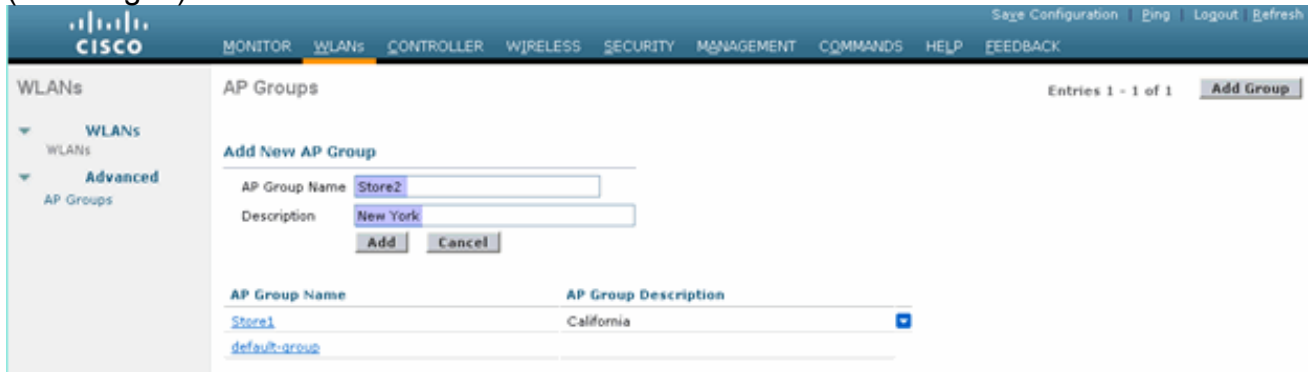 Save Configuration | Ping | Logout | Refresh
CISCO
MONITOR WLANs CONTROLLER WIRELESS SECURITY MANAGEMENT COMMANDS HELP FEEDBACK
WLANs
AP Groups
Entries 1 - 1 of 1
Add Group
WLANs
WLANs
Advanced
AP Groups
Add New AP Group
AP Group Name Store2
Description New York
Add Cancel
AP Group Name AP Group Description
Store1 California
default-group